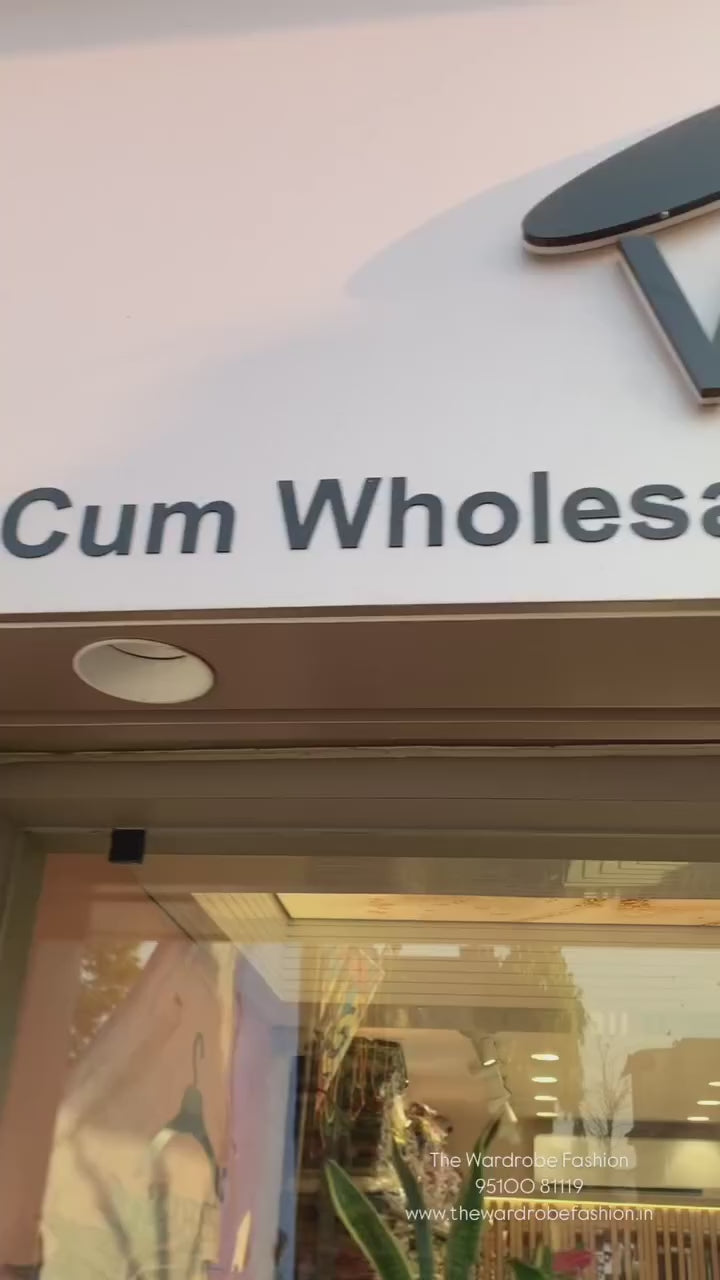 W
Cum Wholesa
The Wardrobe Fashion
95100 81119
www.thewardrobefashion.in